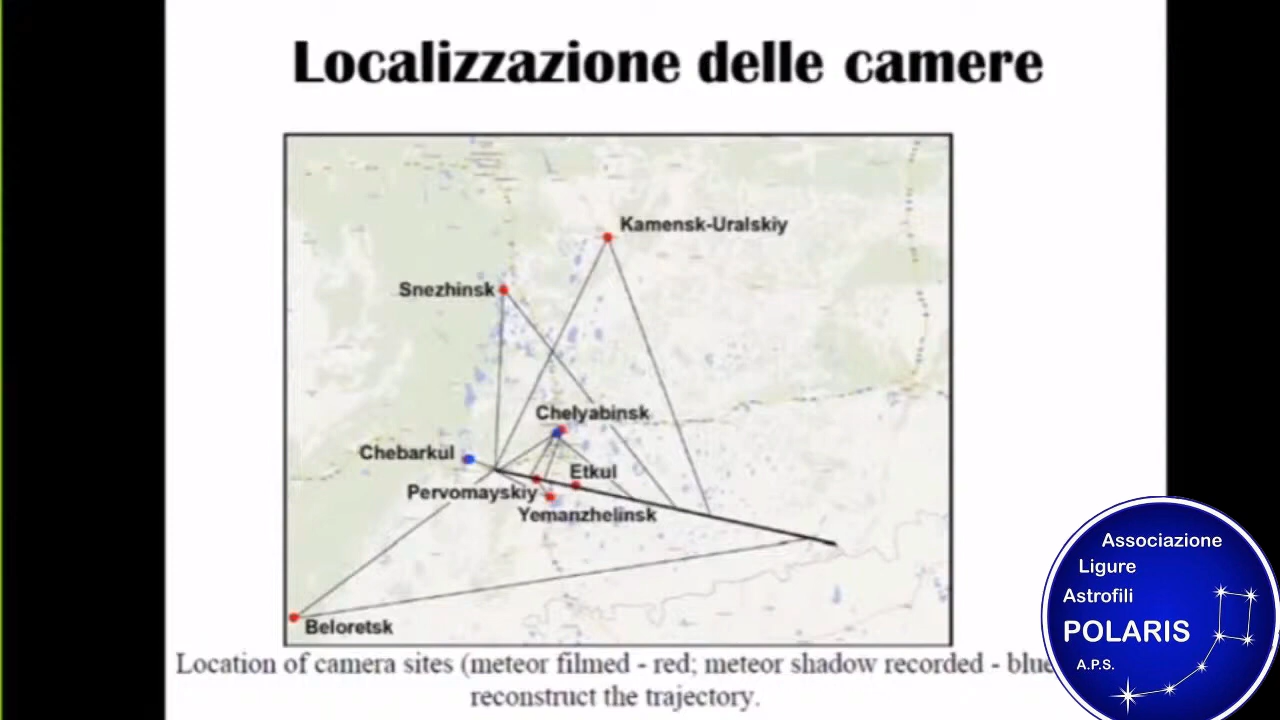 Localizzazione delle camere
Kamensk-Uralskiy
Snezhinsk
Chelyabinsk
Chebarkul
Etkul
Pervomayskiy
Yemanzhelinsk
Beloretsk
Location of camera sites (meteor filmed - red; meteor shadow recorded - blue
reconstruct the trajectory.
Associazione
Ligure
Astrofili
POLARIS
A.P.S.